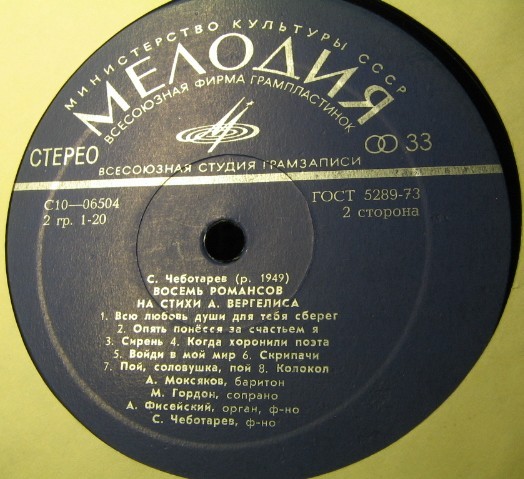 МИНИСТЕРСТВО КУЛЬТУРЫ СССР
МЕЛОДИЯ
ВСЕСОЮЗНАЯ ФИРМА ГРАМПЛАСТИНОК
СТЕРЕО
33
ВСЕСОЮЗНАЯ СТУДИЯ ГРАМЗАПИСИ
С10—06504
ГОСТ 5289-73
2 гр. 1-20
2 сторона
С. Чеботарев (р. 1949)
ВОСЕМЬ РОМАНСОВ
НА СТИХИ А. ВЕРГЕЛИСА
1. Всю любовь души для тебя сберег
2. Опять понёсся за счастьем я
3. Сирень 4. Когда хоронили поэта
5. Войди в мой мир 6. Скрипачи
7. Пой, соловушка, пой 8. Колокол
А. Моксяков, баритон
М. Гордон, сопрано
А. Фисейский, орган, ф-но
С. Чеботарев, ф-но